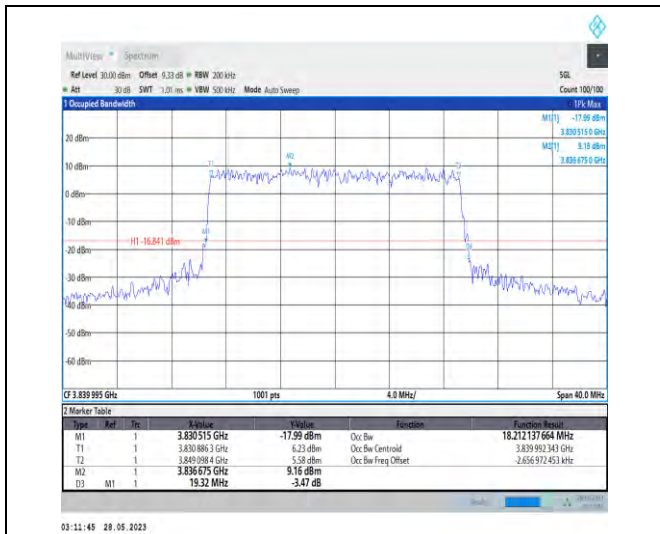 MultiView Spectrum
Ref Level 30.00 dBm Offset 9.33 dB RBW 200 kHz SGL
Att 30 dB SWT 1.01 ms VBW 500 kHz Mode Auto Sweep Count 100/100
1 Occupied Bandwidth 1Pk Max
M1[1] -17.99 dBm
3.830 515 0 GHz
M2[1] 9.16 dBm
3.836 675 0 GHz
20 dBm
10 dBm
0 dBm
-10 dBm
-20 dBm
-30 dBm
-40 dBm
-50 dBm
-60 dBm
T1
M2
M1
H1 -16.841 dBm
CF 3.839 995 GHz 1001 pts 4.0 MHz/ Span 40.0 MHz
2 Marker Table
Type Ref Trc X-Value Y-Value Function Function Result
M1 1 3.830 515 GHz -17.99 dBm Occ Bw 18.212 137 664 MHz
T1 1 3.830 886 3 GHz 6.23 dBm Occ Bw Centroid 3.839 992 343 GHz
T2 1 3.849 098 4 GHz 5.58 dBm Occ Bw Freq Offset -2.656 972 453 kHz
M2 1 3.836 675 GHz 9.16 dBm
D3 M1 1 19.32 MHz -3.47 dB
03:11:45 28.05.2023